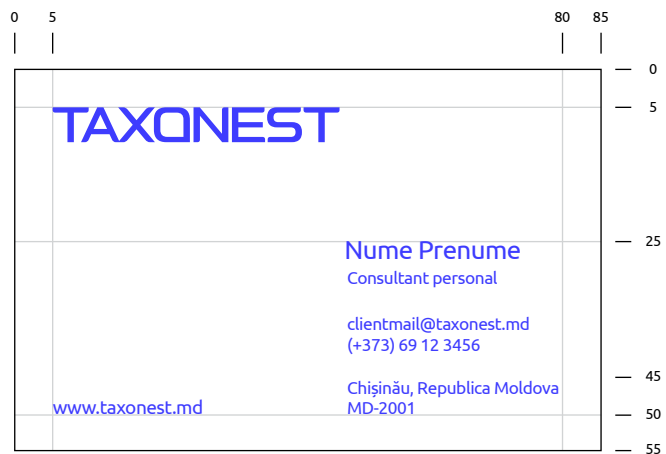 0 5 80 85
0
5
TAXONEST
25
Nume Prenume
Consultant personal
clientmail@taxonest.md
(+373) 69 12 3456
45
Chișinău, Republica Moldova
www.taxonest.md MD-2001
50
55